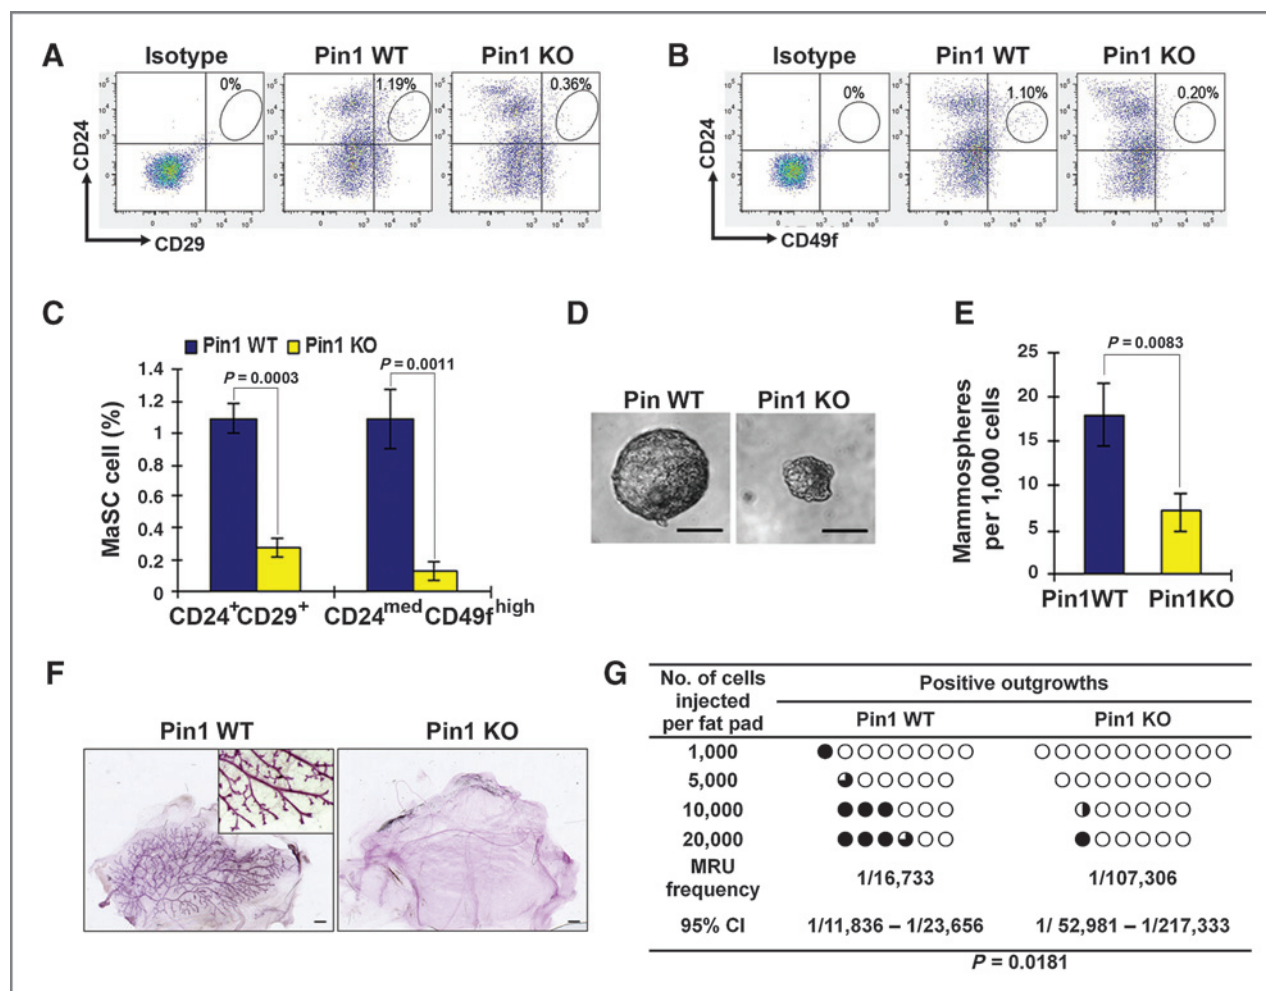 A
Isotype
Pin1 WT
Pin1 KO
0%
1.19%
0.36%
CD24
CD29
B
Isotype
Pin1 WT
Pin1 KO
0%
1.10%
0.20%
CD24
CD49f
C
Pin1 WT
Pin1 KO
P = 0.0003
P = 0.0011
MaSC cell (%)
1.4
1.2
1
0.8
0.6
0.4
0.2
0
CD24+CD29+
CD24medCD49fhigh
D
Pin WT
Pin1 KO
E
P = 0.0083
Mammospheres
per 1,000 cells
25
20
15
10
5
0
Pin1WT
Pin1KO
F
Pin1 WT
Pin1 KO
G
No. of cells
injected
per fat pad
Positive outgrowths
Pin1 WT
Pin1 KO
1,000
5,000
10,000
20,000
MRU
frequency
1/16,733
1/107,306
95% CI
1/11,836 – 1/23,656
1/ 52,981 – 1/217,333
P = 0.0181